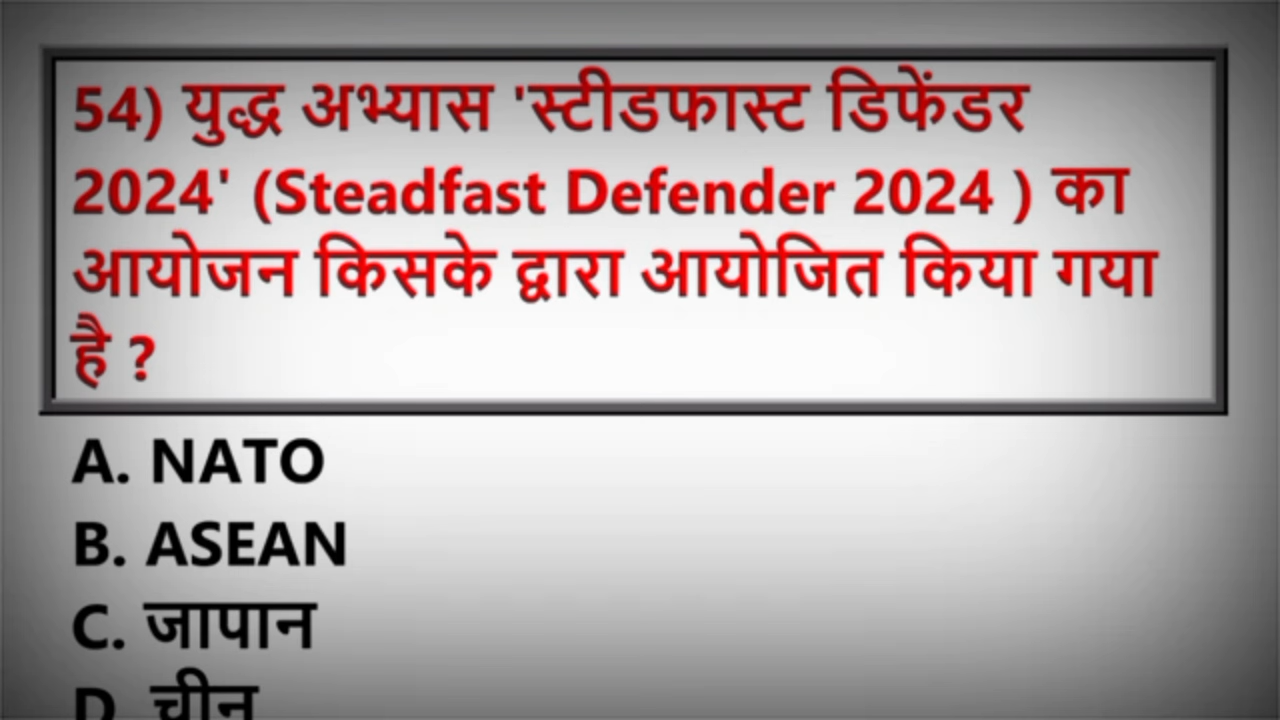 54) युद्ध अभ्यास 'स्टीडफास्ट डिफेंडर
2024' (Steadfast Defender 2024 ) का
आयोजन किसके द्वारा आयोजित किया गया
है ?
A. NATO
B. ASEAN
C. जापान
D. चीन